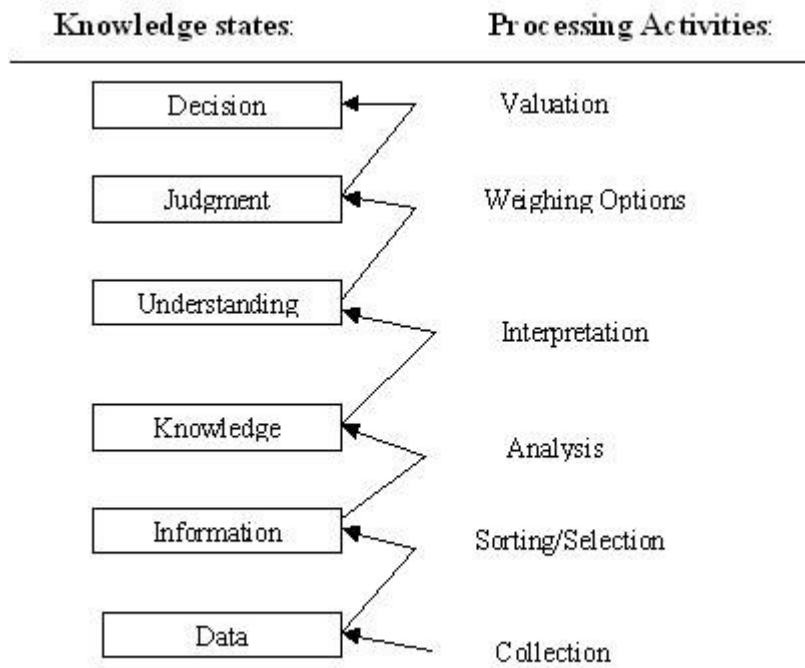 Knowledge states: Processing Activities:
Decision Valuation
Judgment Weighing Options
Understanding
Interpretation
Knowledge
Analysis
Information Sorting/Selection
Data
Collection